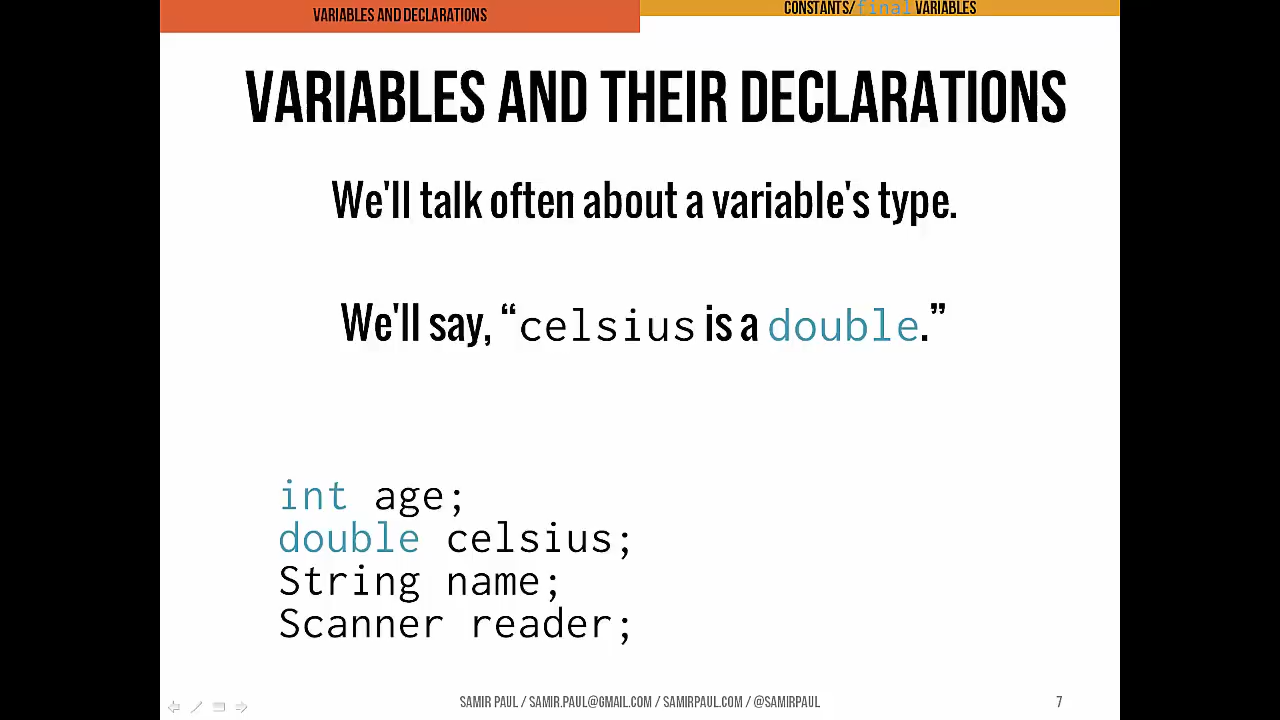 VARIABLES AND DECLARATIONS
CONSTANTS/final VARIABLES
VARIABLES AND THEIR DECLARATIONS
We'll talk often about a variable's type.
We'll say, “celsius is a double.”
int age;
double celsius;
String name;
Scanner reader;
SAMIR PAUL / SAMIR.PAUL@GMAIL.COM / SAMIRPAUL.COM / @SAMIRPAUL
7